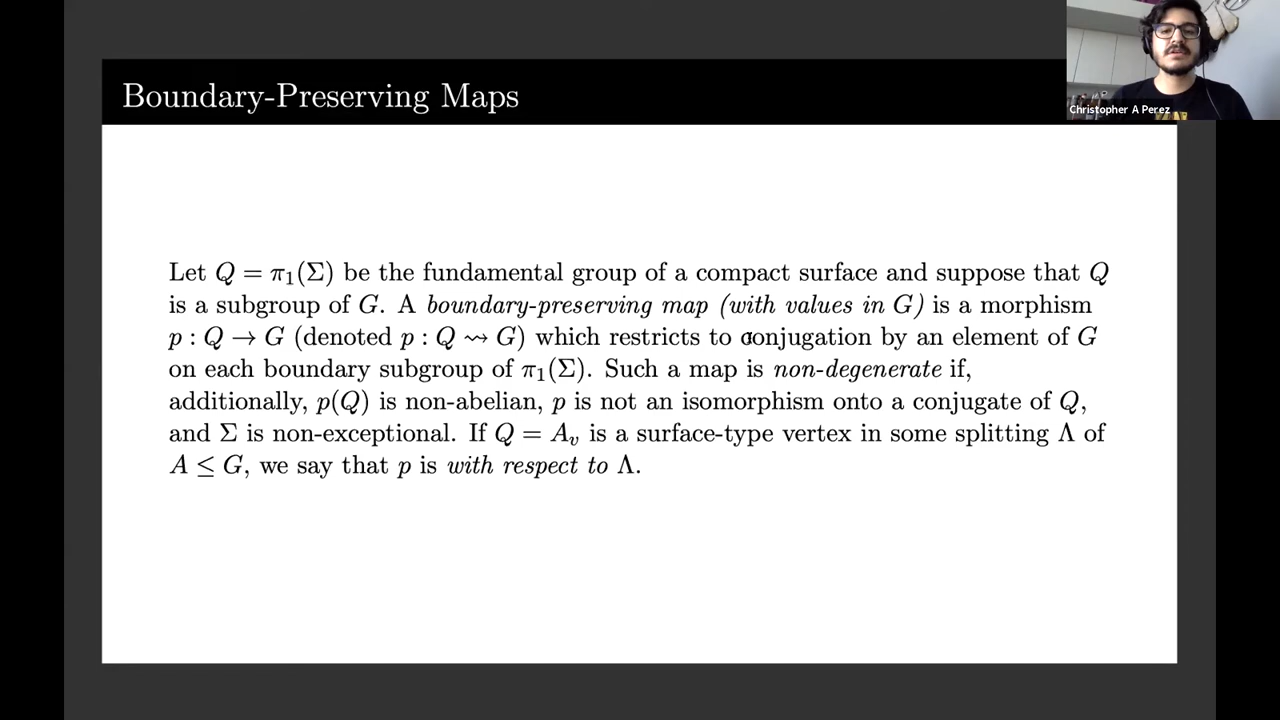 Boundary-Preserving Maps
Christopher A Perez
Let Q = π₁(Σ) be the fundamental group of a compact surface and suppose that Q
is a subgroup of G. A boundary-preserving map (with values in G) is a morphism
p : Q → G (denoted p : Q ⇝ G) which restricts to conjugation by an element of G
on each boundary subgroup of π₁(Σ). Such a map is non-degenerate if,
additionally, p(Q) is non-abelian, p is not an isomorphism onto a conjugate of Q,
and Σ is non-exceptional. If Q = Aᵥ is a surface-type vertex in some splitting Λ of
A ≤ G, we say that p is with respect to Λ.